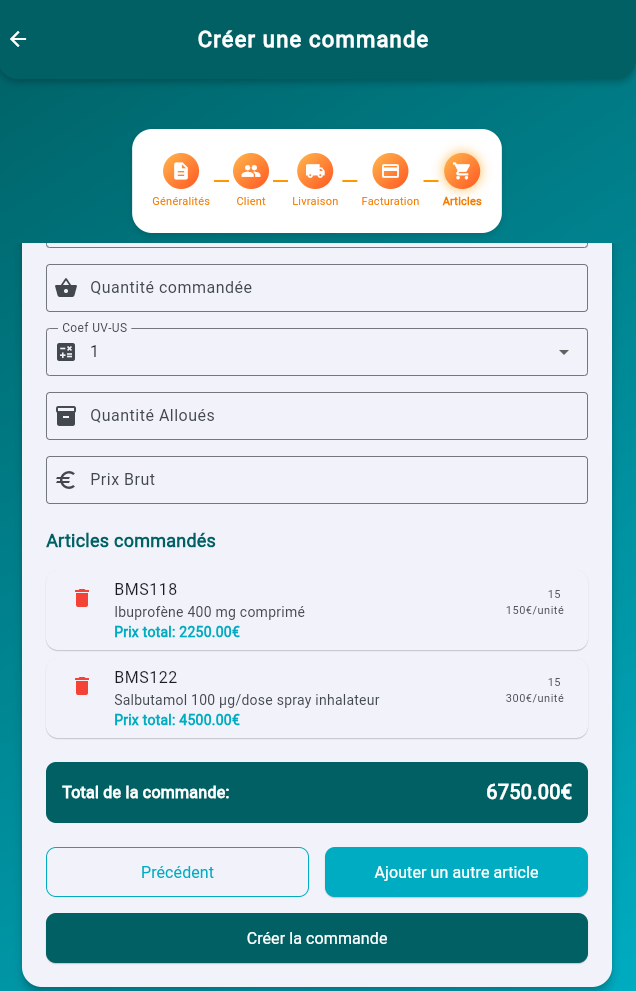 Créer une commande
Généralités
Client
Livraison
Facturation
Articles
Quantité commandée
Coef UV-US
1
Quantité Alloués
Prix Brut
Articles commandés
BMS118
15
Ibuprofène 400 mg comprimé
150€/unité
Prix total: 2250.00€
BMS122
15
Salbutamol 100 µg/dose spray inhalateur
300€/unité
Prix total: 4500.00€
Total de la commande:
6750.00€
Précédent
Ajouter un autre article
Créer la commande